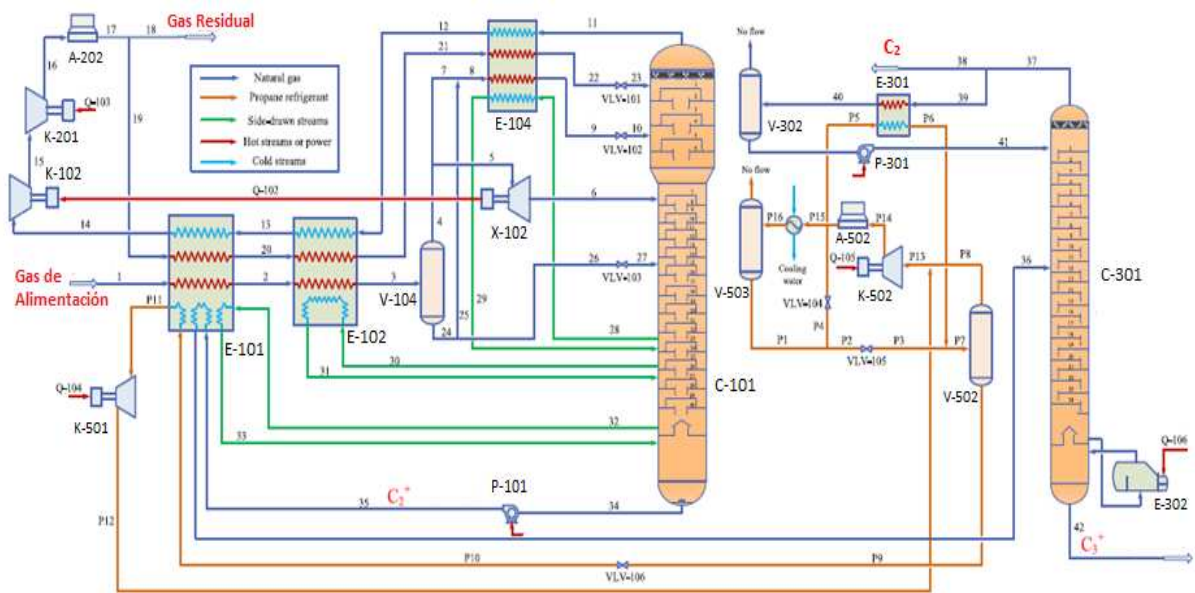 17
18
Gas Residual
A-202
16
Q-103
K-201
15
K-102
19
Natural gas
Propane refrigerant
Side-drawn streams
Hot streams or power
Cold streams
12
11
21
7
8
22
23
VLV-101
9
10
VLV-102
E-104
5
Q-102
X-102
6
4
14
13
20
Gas de
Alimentación
1
2
3
V-104
26
27
VLV-103
24
25
29
28
30
31
32
33
P11
E-101
E-102
Q-104
K-501
P12
C-101
35
C₂⁺
P-101
34
P10
VLV-106
P9
No flow
C₂
38
37
E-301
40
39
P5
P6
V-302
P-301
41
No flow
P16
P15
P14
A-502
Q-105
K-502
P13
P8
Cooling
water
V-503
VLV-104
P4
P1
P2
P3
VLV-105
P7
V-502
36
C-301
Q-106
E-302
42
C₃⁺